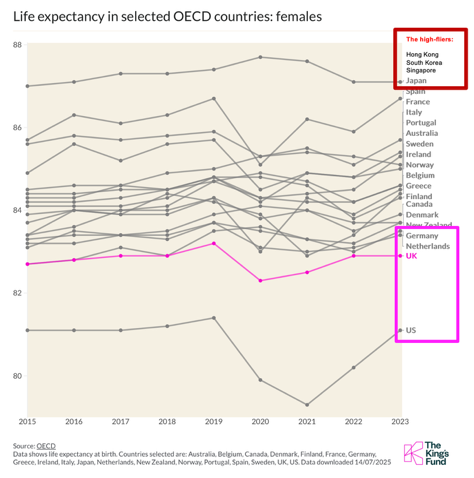 Life expectancy in selected OECD countries: females
The high-fliers:
Hong Kong
South Korea
Singapore
88
86
84
82
80
Japan
Spain
France
Italy
Portugal
Australia
Sweden
Ireland
Norway
Belgium
Greece
Finland
Canada
Denmark
New Zealand
Germany
Netherlands
UK
US
2015 2016 2017 2018 2019 2020 2021 2022 2023
Source: OECD
Data shows life expectancy at birth. Countries selected are: Australia, Belgium, Canada, Denmark, Finland, France, Germany,
Greece, Ireland, Italy, Japan, Netherlands, New Zealand, Norway, Portugal, Spain, Sweden, UK, US. Data downloaded 14/07/2025
The
King's
Fund